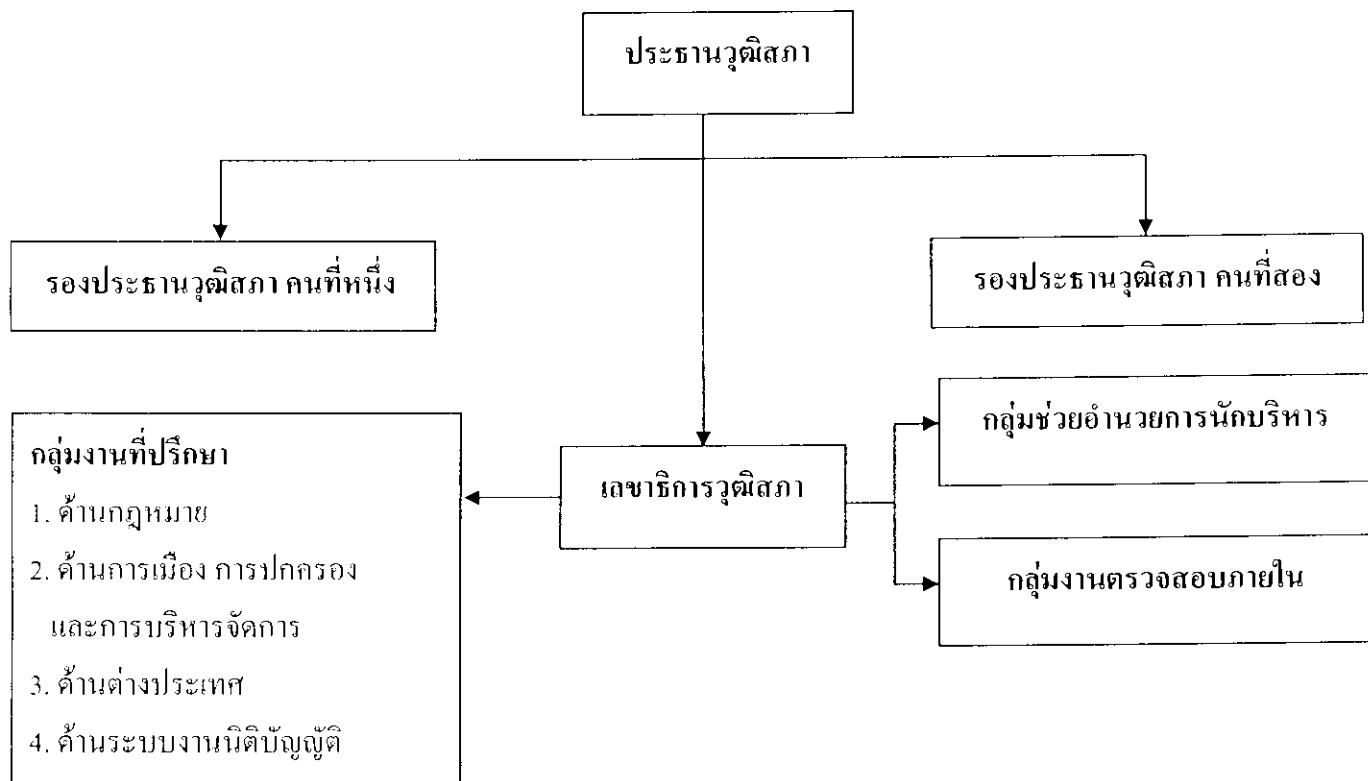 ประธานวุฒิสภา
รองประธานวุฒิสภา คนที่หนึ่ง
รองประธานวุฒิสภา คนที่สอง
กลุ่มงานที่ปรึกษา
1. ด้านกฎหมาย
2. ด้านการเมือง การปกครอง
และการบริหารจัดการ
3. ด้านต่างประเทศ
4. ด้านระบบงานนิติบัญญัติ
เลขาธิการวุฒิสภา
กลุ่มช่วยอำนวยการนักบริหาร
กลุ่มงานตรวจสอบภายใน